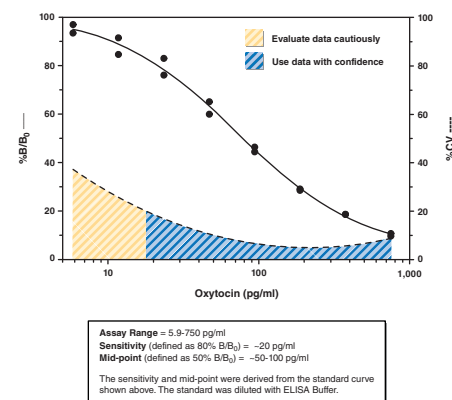 100
80
60
40
20
0
%B/B₀ ——
100
80
60
40
20
0
%CV ----
Evaluate data cautiously
Use data with confidence
10
100
1,000
Oxytocin (pg/ml)
Assay Range = 5.9-750 pg/ml
Sensitivity (defined as 80% B/B₀) = ~20 pg/ml
Mid-point (defined as 50% B/B₀) = ~50-100 pg/ml
The sensitivity and mid-point were derived from the standard curve
shown above. The standard was diluted with ELISA Buffer.